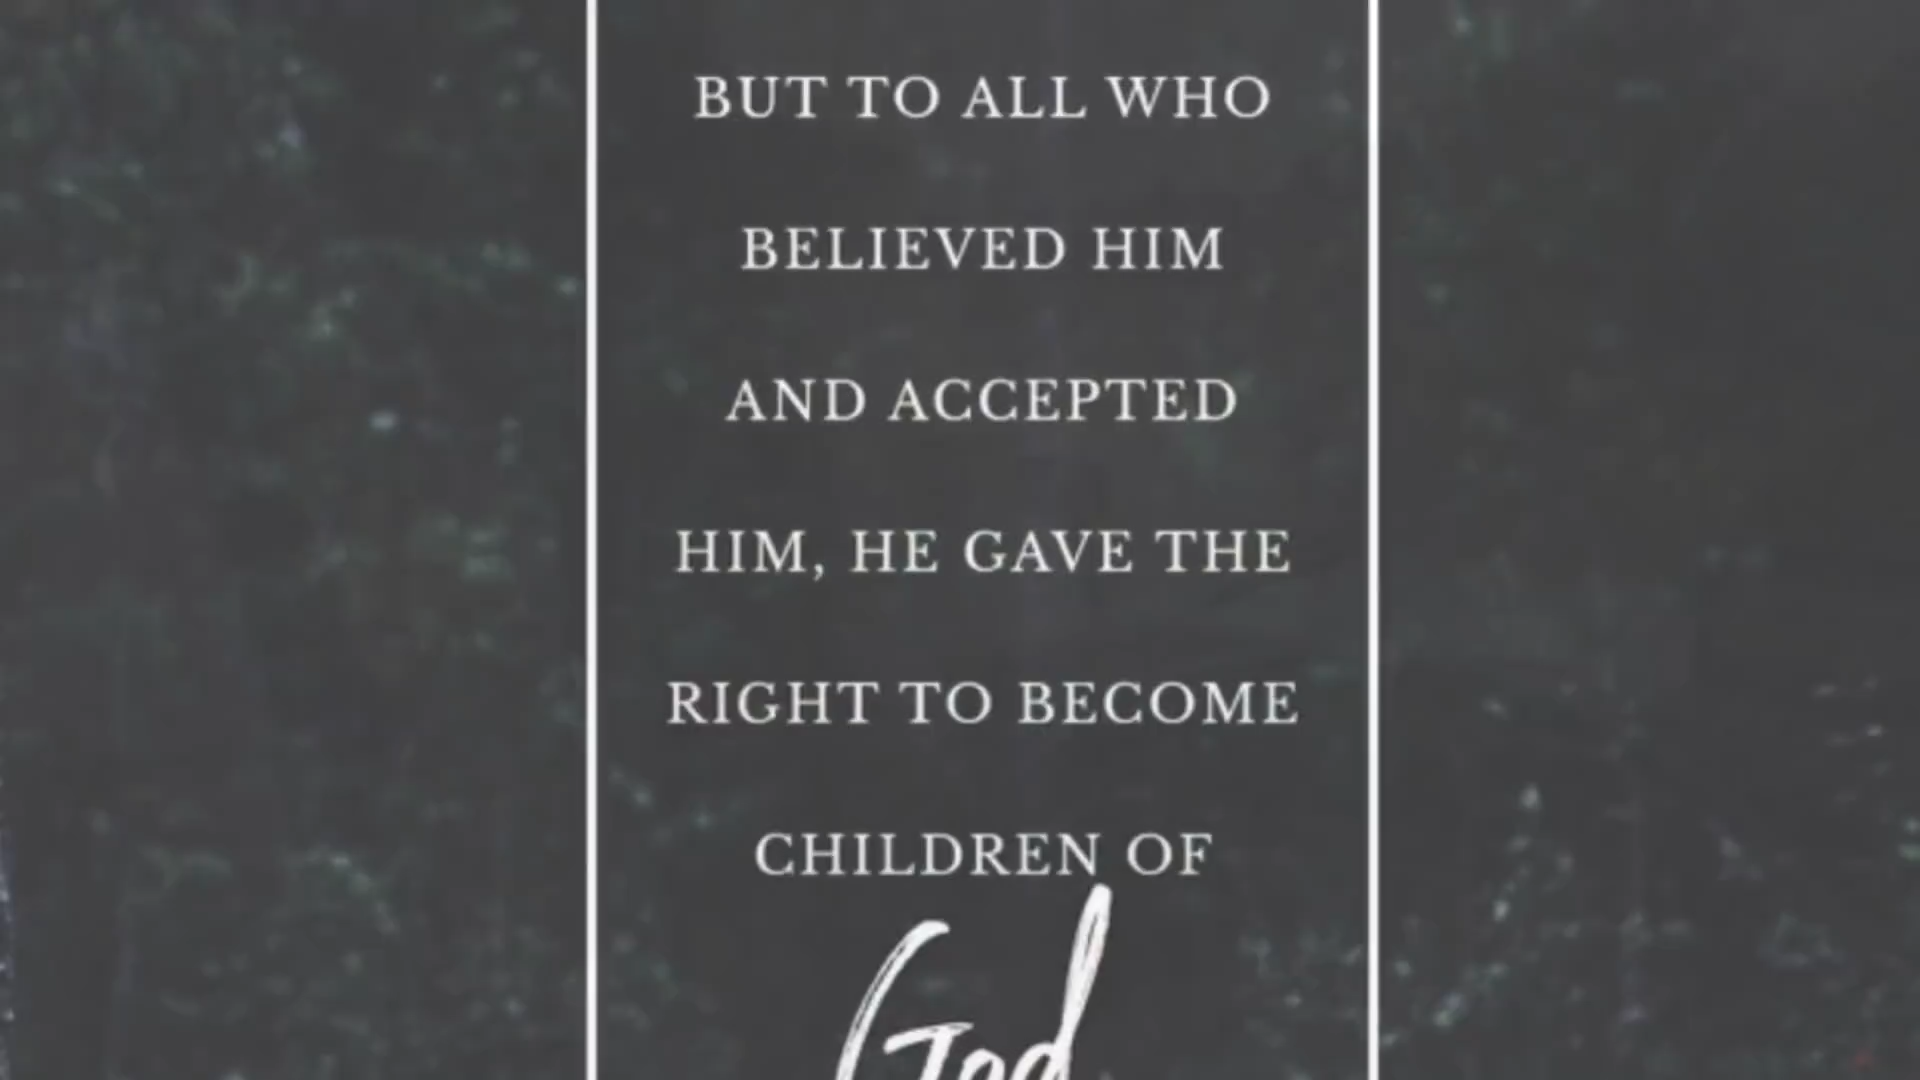 BUT TO ALL WHO
BELIEVED HIM
AND ACCEPTED
HIM, HE GAVE THE
RIGHT TO BECOME
CHILDREN OF
God